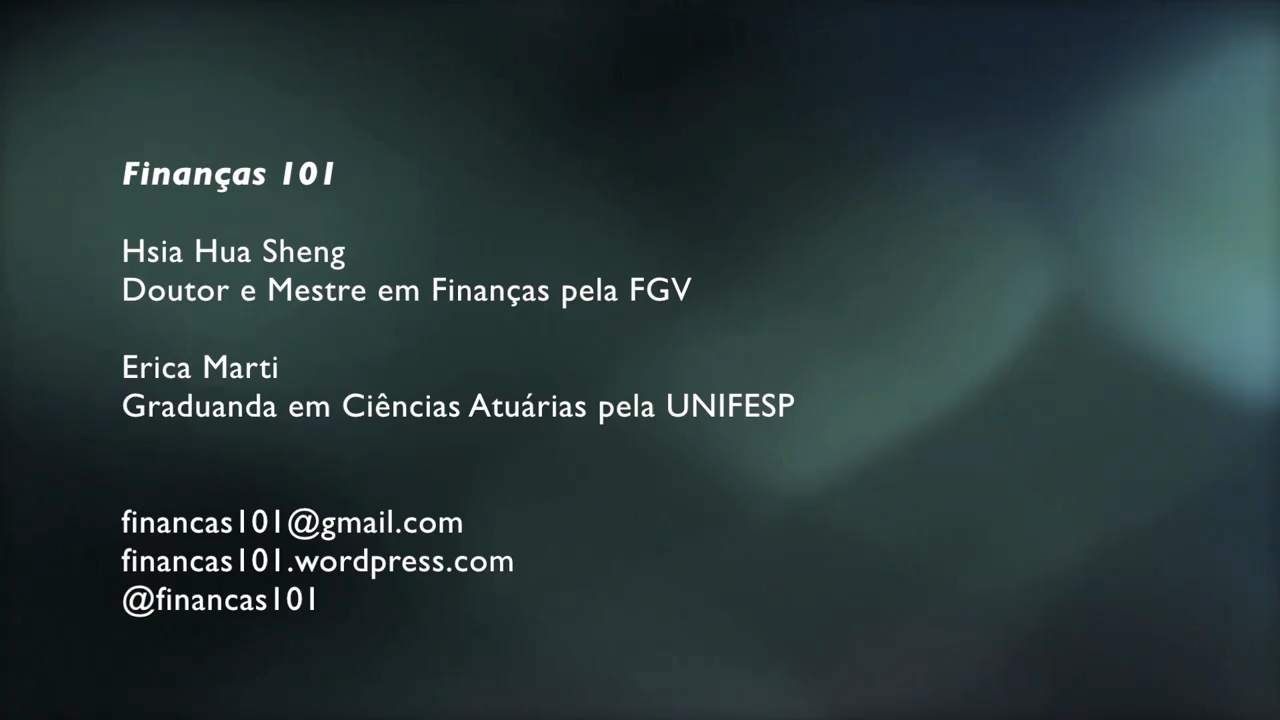 Finanças 101
Hsia Hua Sheng
Doutor e Mestre em Finanças pela FGV
Erica Marti
Graduanda em Ciências Atuárias pela UNIFESP
financas101@gmail.com
financas101.wordpress.com
@financas101